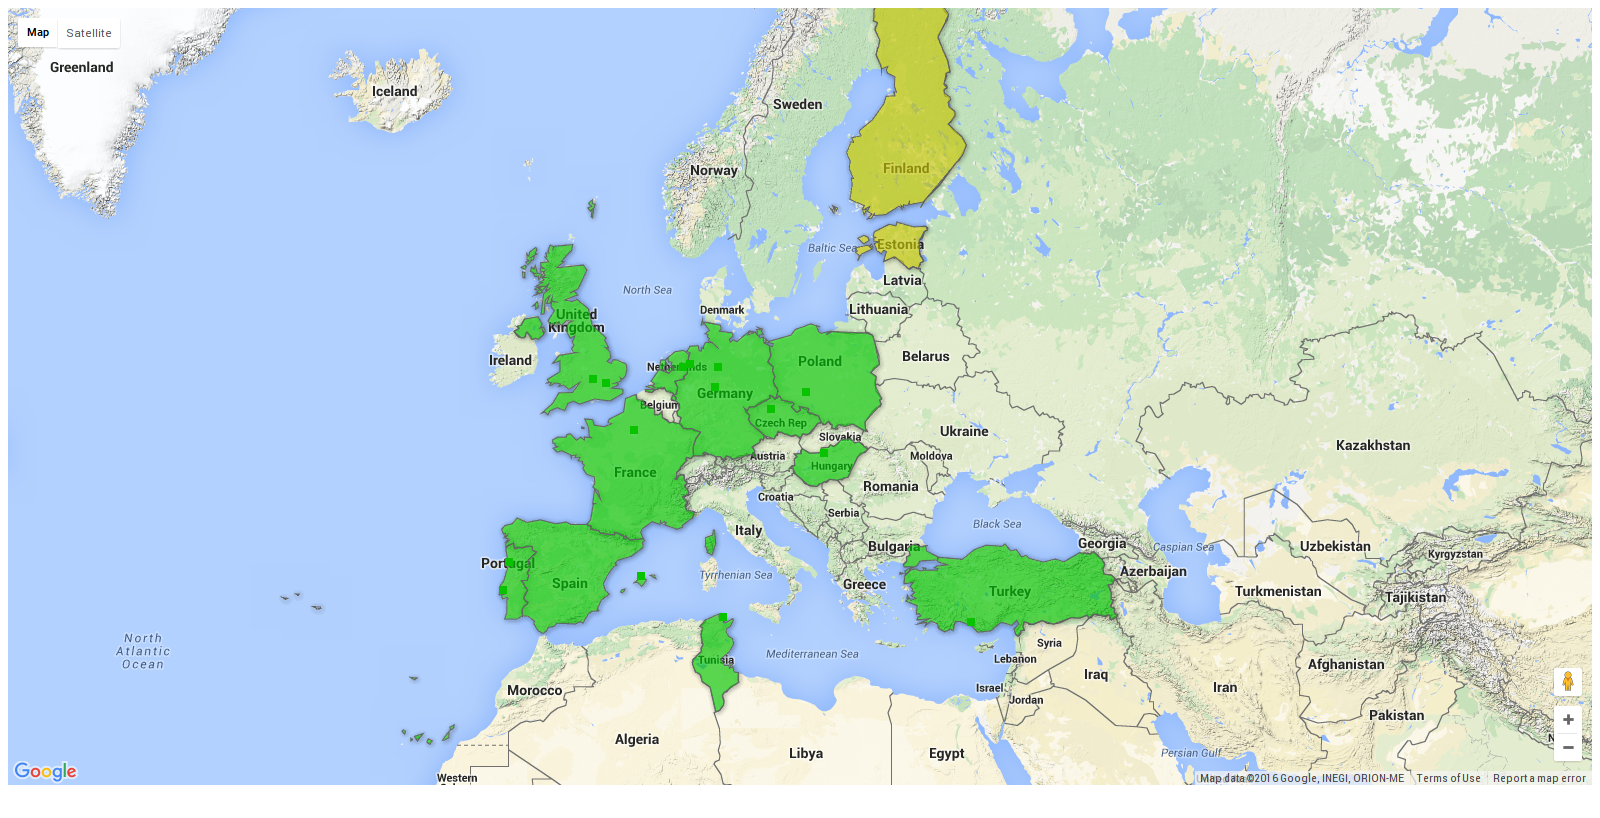 Map
Satellite
Greenland
Iceland
Sweden
Finland
Norway
Baltic Sea
Estonia
Latvia
North Sea
Denmark
Lithuania
United
Kingdom
Ireland
Belarus
Poland
Netherlands
Germany
Belgium
Czech Rep
Slovakia
Ukraine
Kazakhstan
Austria
Moldova
France
Hungary
Romania
Croatia
Serbia
Italy
Black Sea
Bulgaria
Georgia
Caspian Sea
Uzbekistan
Kyrgyzstan
Portugal
Spain
Tyrrhenian Sea
Greece
Turkey
Azerbaijan
Turkmenistan
Tajikistan
North
Atlantic
Ocean
Tunisia
Mediterranean Sea
Syria
Lebanon
Afghanistan
Morocco
Israel
Jordan
Iraq
Iran
Pakistan
Algeria
Libya
Egypt
Persian Gulf
Western
Google
Map data ©2016 Google, INEGI, ORION-ME
Terms of Use
Report a map error